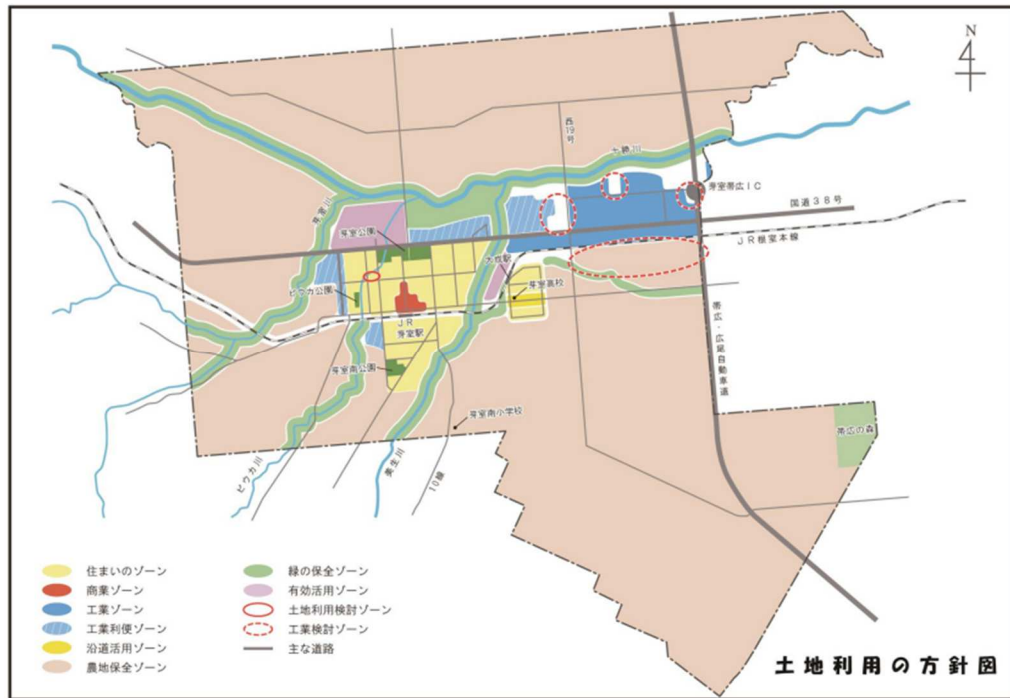 N
西19号
十勝川
芽室帯広IC
国道38号
JR根室本線
芽室川
芽室公園
大成駅
芽室高校
ピウカ公園
JR
芽室駅
帯広・広尾自動車道
芽室南公園
芽室南小学校
帯広の森
ピウカ川
美生川
10線
住まいのゾーン
商業ゾーン
工業ゾーン
工業利便ゾーン
沿道活用ゾーン
農地保全ゾーン
緑の保全ゾーン
有効活用ゾーン
土地利用検討ゾーン
工業検討ゾーン
主な道路
土地利用の方針図